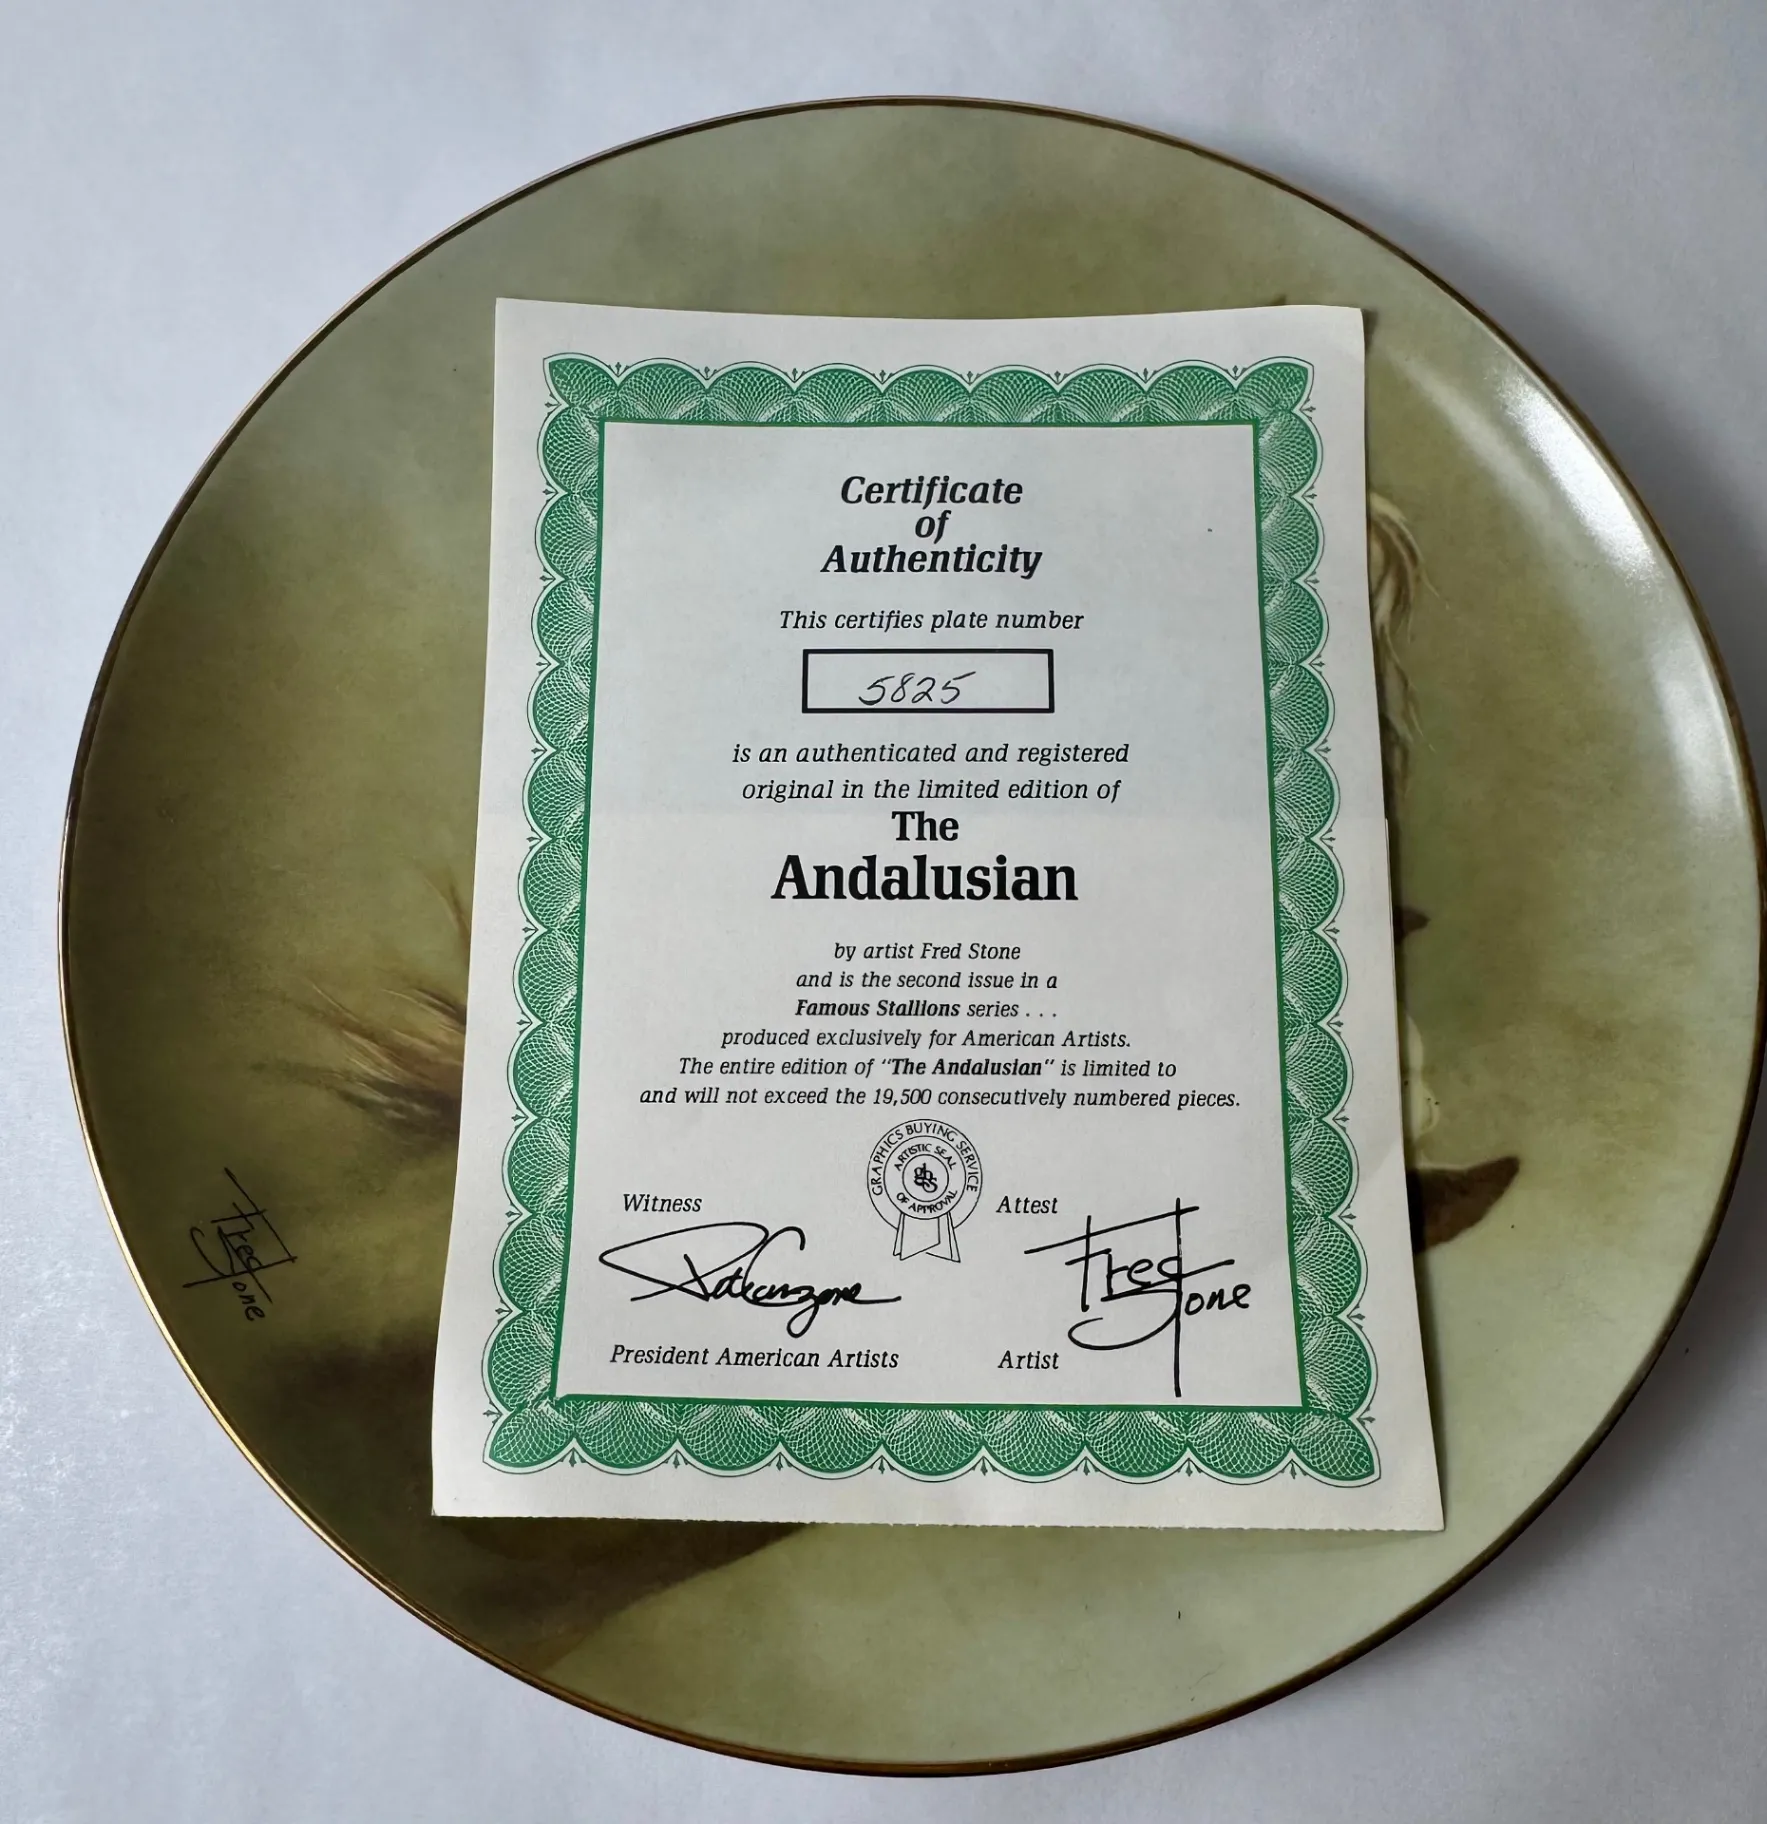 Certificate
of
Authenticity
This certifies plate number
5825
is an authenticated and registered
original in the limited edition of
The
Andalusian
by artist Fred Stone
and is the second issue in a
Famous Stallions series . . .
produced exclusively for American Artists.
The entire edition of "The Andalusian" is limited to
and will not exceed the 19,500 consecutively numbered pieces.
GRAPHICS BUYING SERVICE
ARTISTIC SEAL
gbs
OF APPROVAL
Witness
Attest
Fred Stone
President American Artists
Artist
Fred Stone